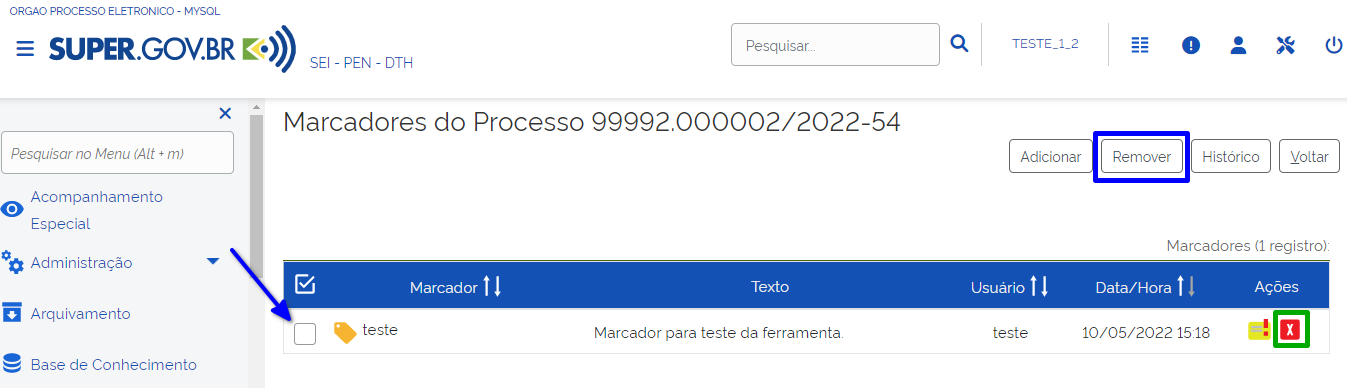 ORGAO PROCESSO ELETRONICO - MYSQL
SUPER.GOV.BR
SEI - PEN - DTH
Pesquisar...
TESTE_1_2
Pesquisar no Menu (Alt + m)
Acompanhamento
Especial
Administração
Arquivamento
Base de Conhecimento
Marcadores do Processo 99992.000002/2022-54
Adicionar Remover Histórico Voltar
Marcadores (1 registro):
Marcador Texto Usuário Data/Hora Ações
teste Marcador para teste da ferramenta. teste 10/05/2022 15:18